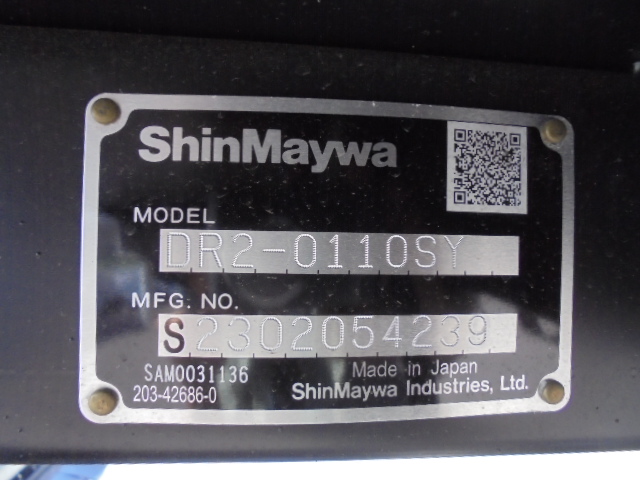 ShinMaywa
MODEL
DR2-0110SY
MFG. NO.
S2302054239
SAM0031136
203-42686-0
Made in Japan
ShinMaywa Industries, Ltd.